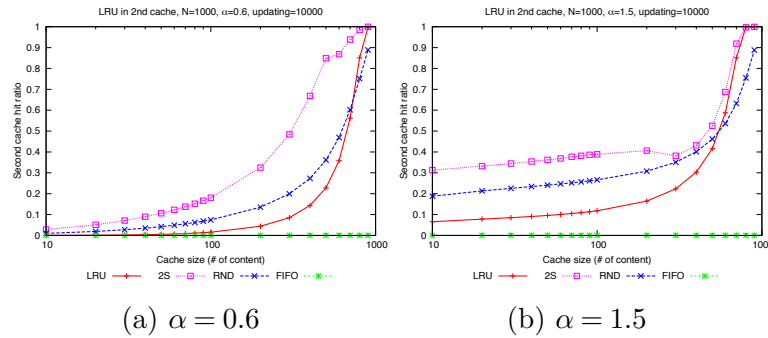 LRU in 2nd cache, N=1000, α=0.6, updating=10000
Second cache hit ratio
1
0.9
0.8
0.7
0.6
0.5
0.4
0.3
0.2
0.1
0
10 100 1000
Cache size (# of content)
LRU 2S RND FIFO
(a) α = 0.6
LRU in 2nd cache, N=1000, α=1.5, updating=10000
Second cache hit ratio
1
0.9
0.8
0.7
0.6
0.5
0.4
0.3
0.2
0.1
0
10 100 100
Cache size (# of content)
LRU 2S RND FIFO
(b) α = 1.5